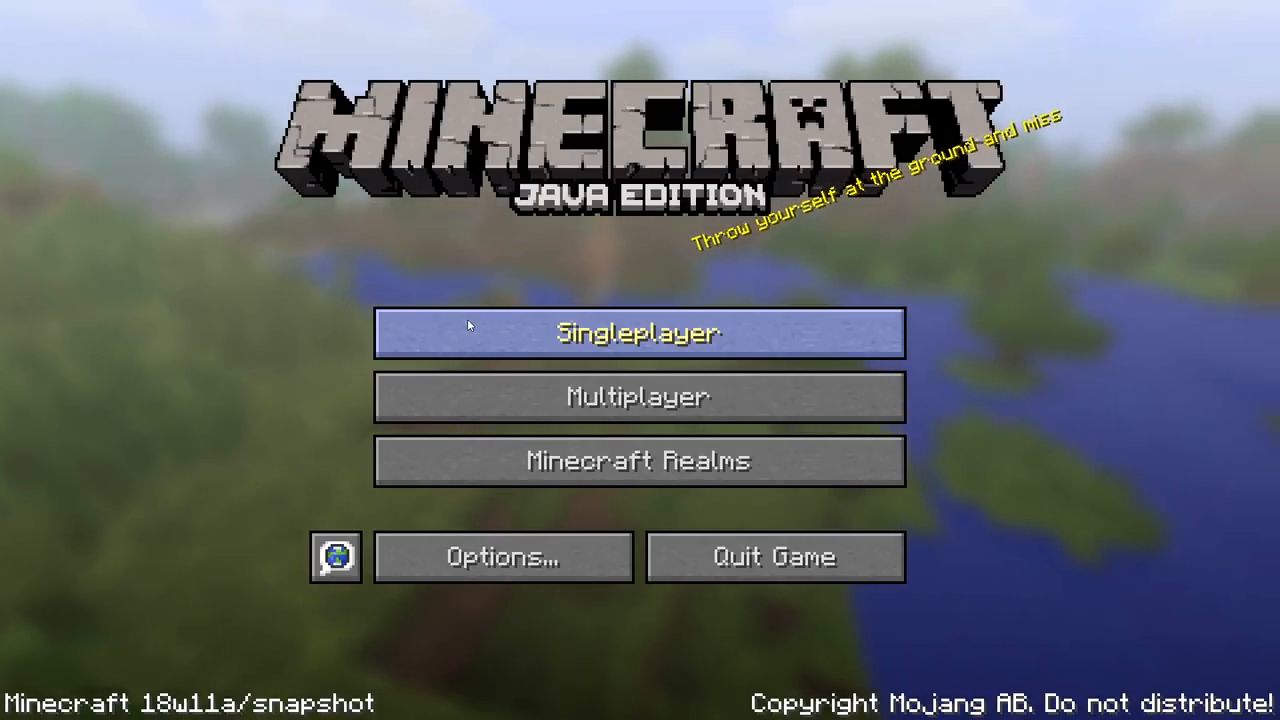 MINECRAFT
JAVA EDITION
Throw yourself at the ground and miss
Singleplayer
Multiplayer
Minecraft Realms
Options...
Quit Game
Minecraft 18w11a/snapshot
Copyright Mojang AB. Do not distribute!